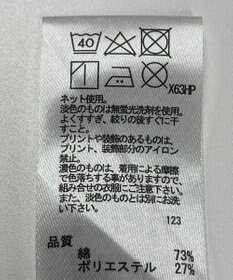 40
X63HP
ネット使用。
淡色のものは無蛍光洗剤を使用。
よくすすぎ、絞りの後すぐに干
すこと。
プリントや装飾のあるものは、
プリント、装飾部分のアイロン
禁止。
濃色のものは、着用による摩擦
で色落ちする事がありますので
組み合せの衣服にご注意下さい。
また、淡色のものとは別にお洗
い下さい。
123
品質
綿 73%
ポリエステル 27%